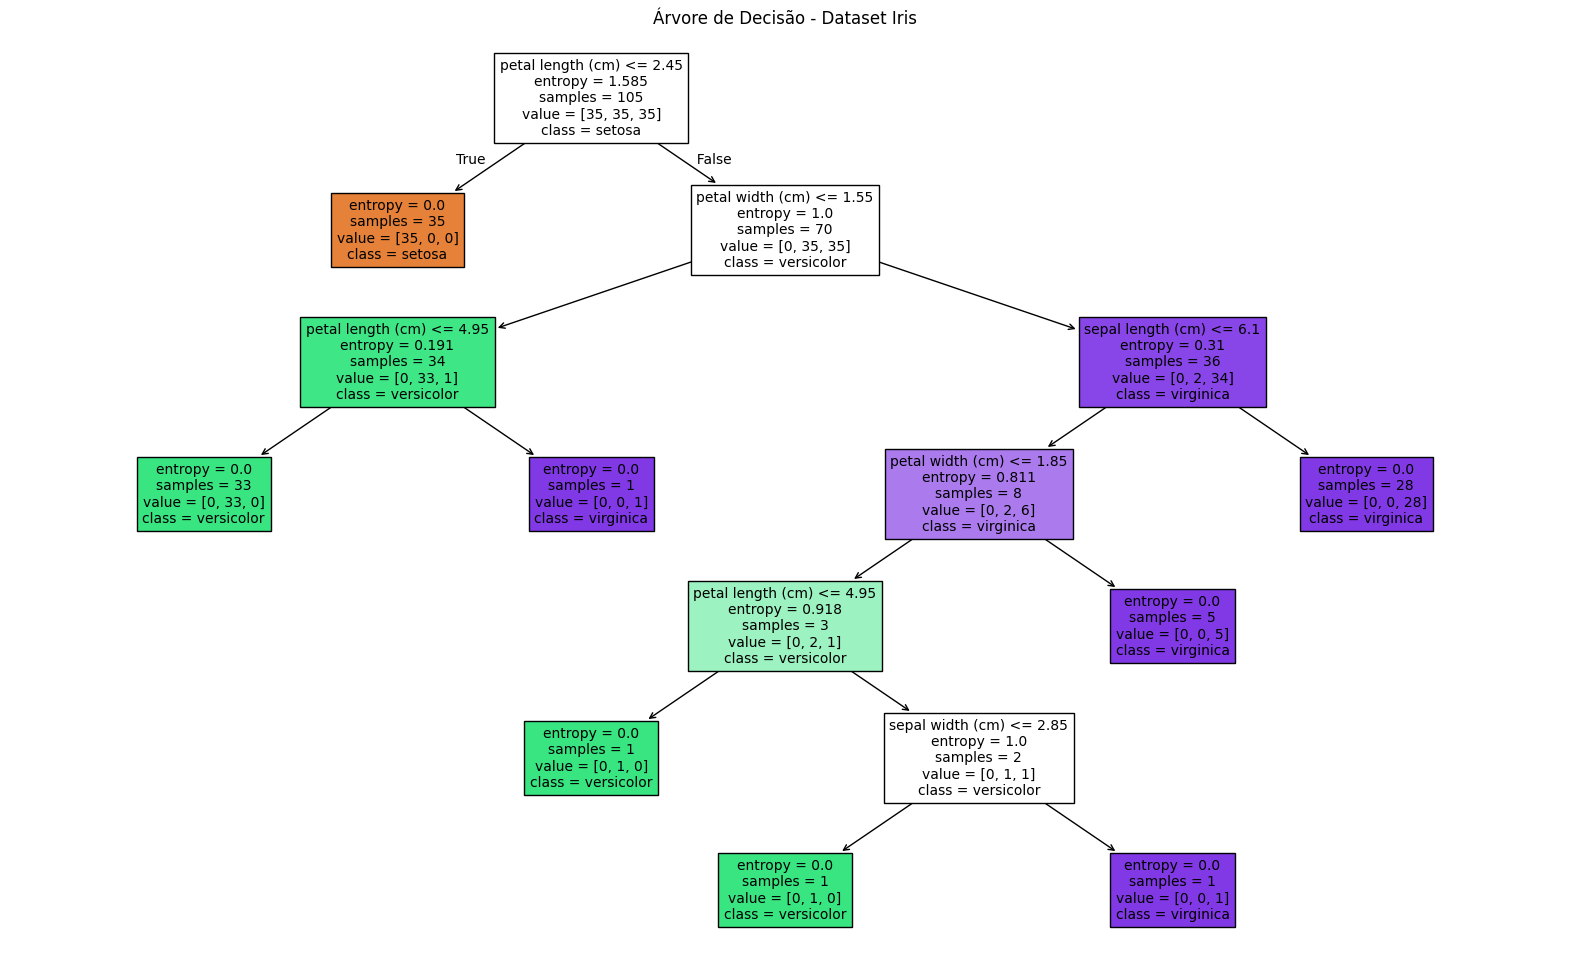 Árvore de Decisão - Dataset Iris
petal length (cm) <= 2.45
entropy = 1.585
samples = 105
value = [35, 35, 35]
class = setosa
True
False
entropy = 0.0
samples = 35
value = [35, 0, 0]
class = setosa
petal width (cm) <= 1.55
entropy = 1.0
samples = 70
value = [0, 35, 35]
class = versicolor
petal length (cm) <= 4.95
entropy = 0.191
samples = 34
value = [0, 33, 1]
class = versicolor
sepal length (cm) <= 6.1
entropy = 0.31
samples = 36
value = [0, 2, 34]
class = virginica
entropy = 0.0
samples = 33
value = [0, 33, 0]
class = versicolor
entropy = 0.0
samples = 1
value = [0, 0, 1]
class = virginica
petal width (cm) <= 1.85
entropy = 0.811
samples = 8
value = [0, 2, 6]
class = virginica
entropy = 0.0
samples = 28
value = [0, 0, 28]
class = virginica
petal length (cm) <= 4.95
entropy = 0.918
samples = 3
value = [0, 2, 1]
class = versicolor
entropy = 0.0
samples = 5
value = [0, 0, 5]
class = virginica
entropy = 0.0
samples = 1
value = [0, 1, 0]
class = versicolor
sepal width (cm) <= 2.85
entropy = 1.0
samples = 2
value = [0, 1, 1]
class = versicolor
entropy = 0.0
samples = 1
value = [0, 1, 0]
class = versicolor
entropy = 0.0
samples = 1
value = [0, 0, 1]
class = virginica